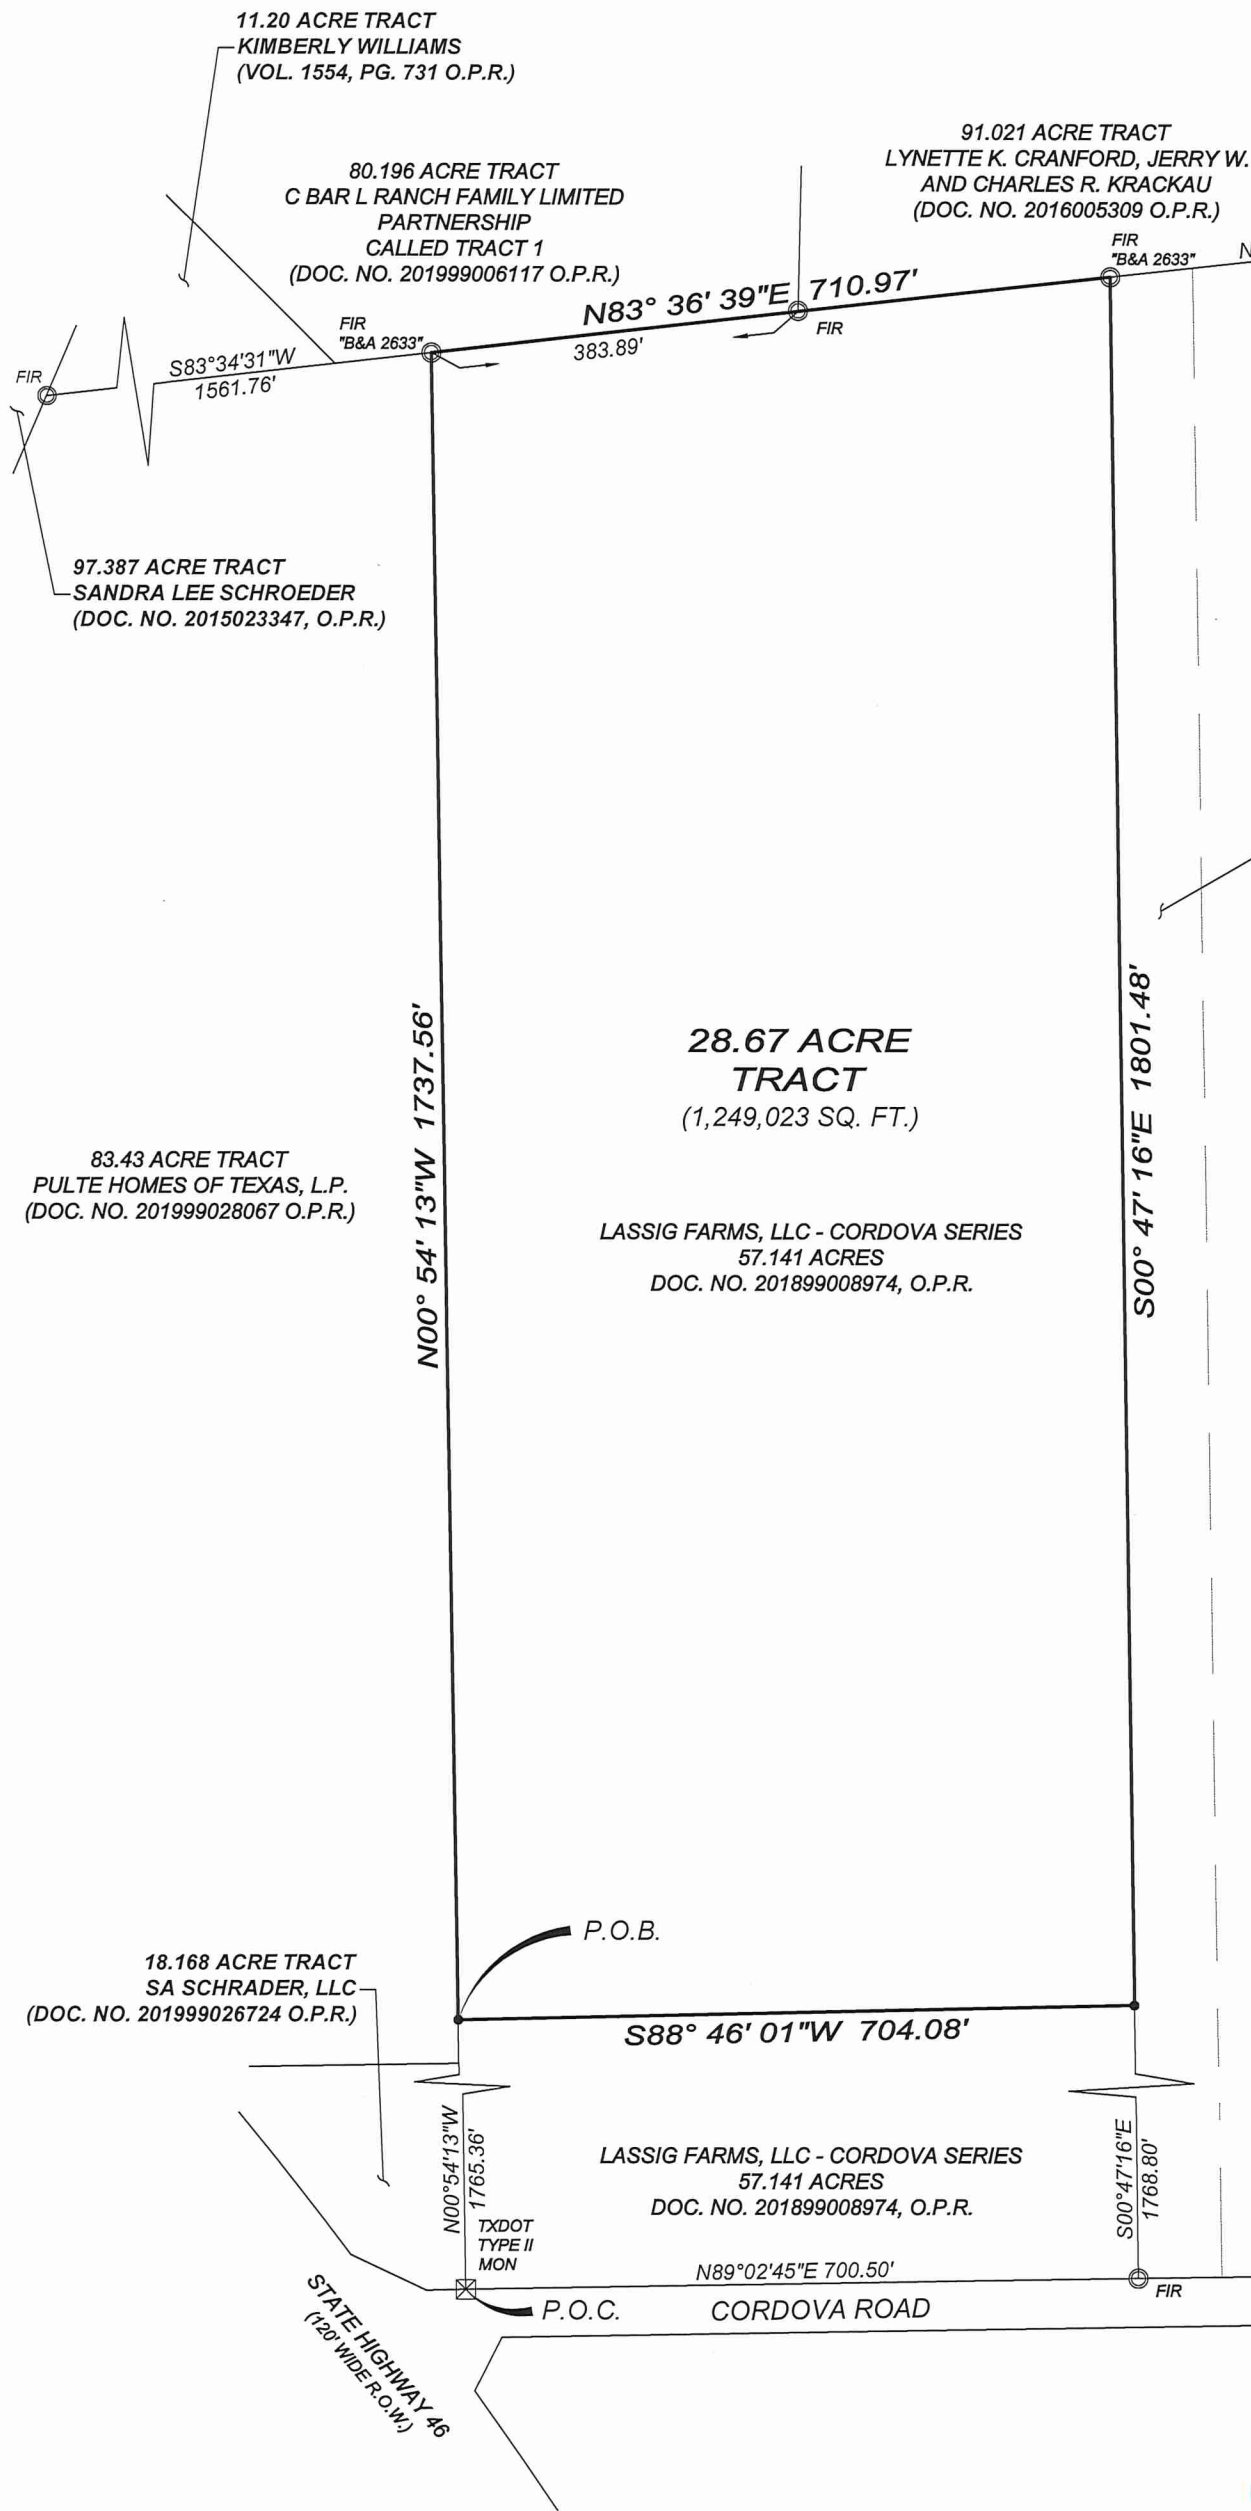 11.20 ACRE TRACT
KIMBERLY WILLIAMS
(VOL. 1554, PG. 731 O.P.R.)
91.021 ACRE TRACT
LYNETTE K. CRANFORD, JERRY W.
AND CHARLES R. KRACKAU
(DOC. NO. 2016005309 O.P.R.)
80.196 ACRE TRACT
C BAR L RANCH FAMILY LIMITED
PARTNERSHIP
CALLED TRACT 1
(DOC. NO. 201999006117 O.P.R.)
FIR
"B&A 2633"
N
N83° 36' 39"E 710.97'
FIR
383.89'
FIR
"B&A 2633"
S83°34'31"W
1561.76'
FIR
97.387 ACRE TRACT
SANDRA LEE SCHROEDER
(DOC. NO. 2015023347, O.P.R.)
N00° 54' 13"W 1737.56'
S00° 47' 16"E 1801.48'
28.67 ACRE
TRACT
(1,249,023 SQ. FT.)
83.43 ACRE TRACT
PULTE HOMES OF TEXAS, L.P.
(DOC. NO. 201999028067 O.P.R.)
LASSIG FARMS, LLC - CORDOVA SERIES
57.141 ACRES
DOC. NO. 201899008974, O.P.R.
P.O.B.
18.168 ACRE TRACT
SA SCHRADER, LLC
(DOC. NO. 201999026724 O.P.R.)
S88° 46' 01"W 704.08'
N00°54'13"W
1765.36'
LASSIG FARMS, LLC - CORDOVA SERIES
57.141 ACRES
DOC. NO. 201899008974, O.P.R.
S00°47'16"E
1768.80'
TXDOT
TYPE II
MON
N89°02'45"E 700.50'
FIR
P.O.C.
CORDOVA ROAD
STATE HIGHWAY 46
(120' WIDE R.O.W.)